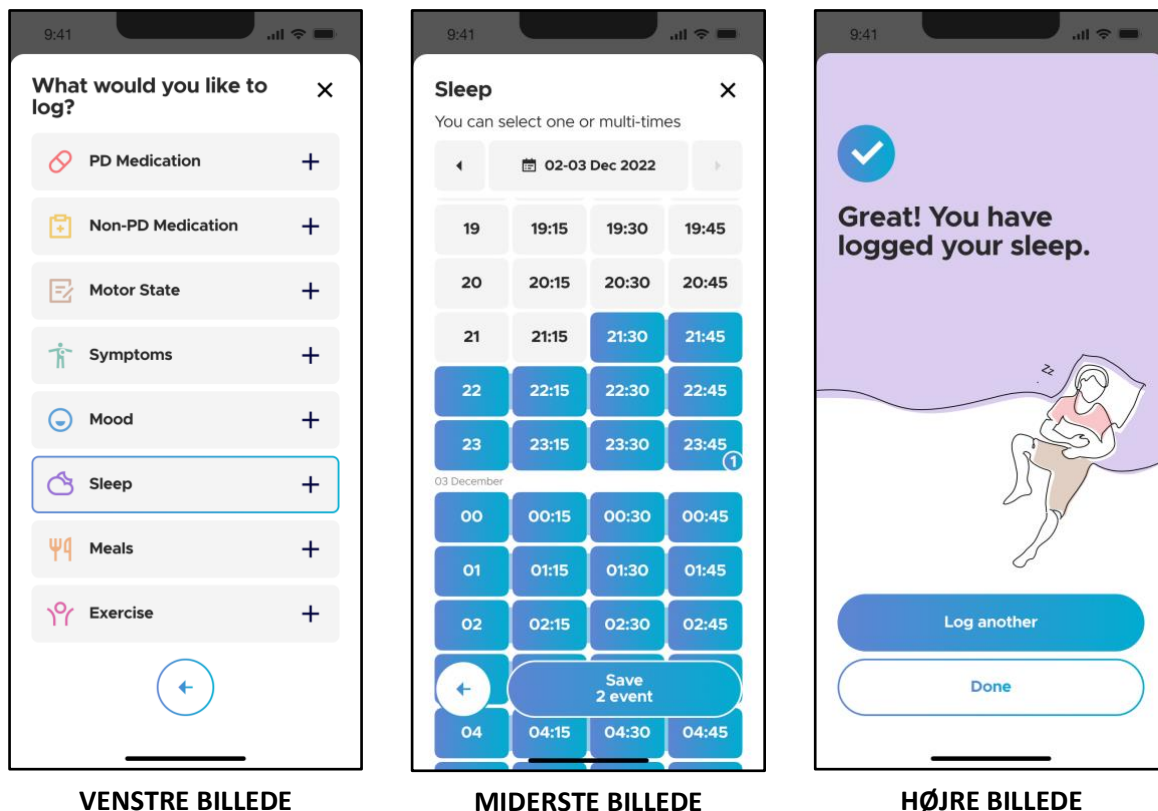 9:41
What would you like to
log?
PD Medication
Non-PD Medication
Motor State
Symptoms
Mood
Sleep
Meals
Exercise
VENSTRE BILLEDE
9:41
Sleep
You can select one or multi-times
02-03 Dec 2022
19 19:15 19:30 19:45
20 20:15 20:30 20:45
21 21:15 21:30 21:45
22 22:15 22:30 22:45
23 23:15 23:30 23:45
1
03 December
00 00:15 00:30 00:45
01 01:15 01:30 01:45
02 02:15 02:30 02:45
Save
2 event
04 04:15 04:30 04:45
MIDERSTE BILLEDE
9:41
Great! You have
logged your sleep.
Zz
Log another
Done
HØJRE BILLEDE